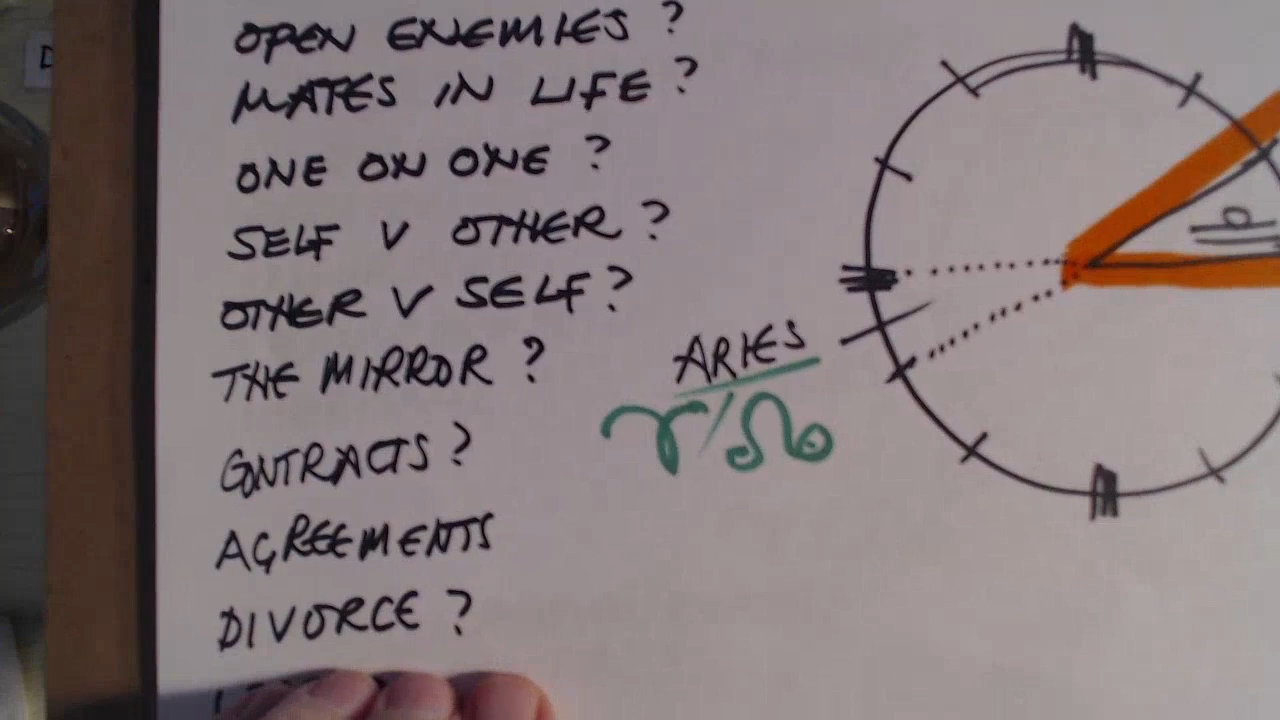 OPEN ENEMIES ?
MATES IN LIFE ?
ONE ON ONE ?
SELF V OTHER ?
OTHER V SELF ?
THE MIRROR ?
CONTRACTS ?
AGREEMENTS
DIVORCE ?
ARIES
♈/♌